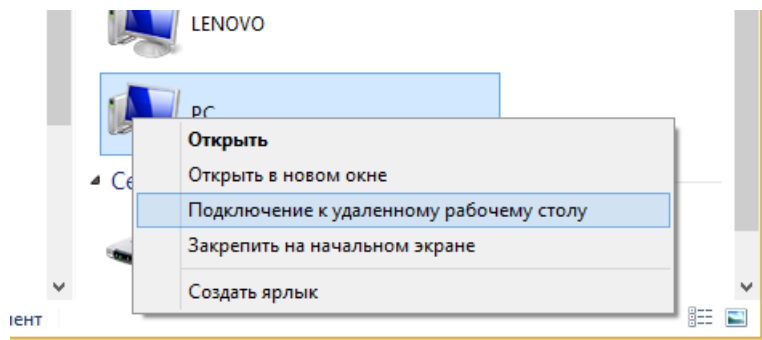 LENOVO
PC
Открыть
Открыть в новом окне
Подключение к удаленному рабочему столу
Закрепить на начальном экране
Создать ярлык